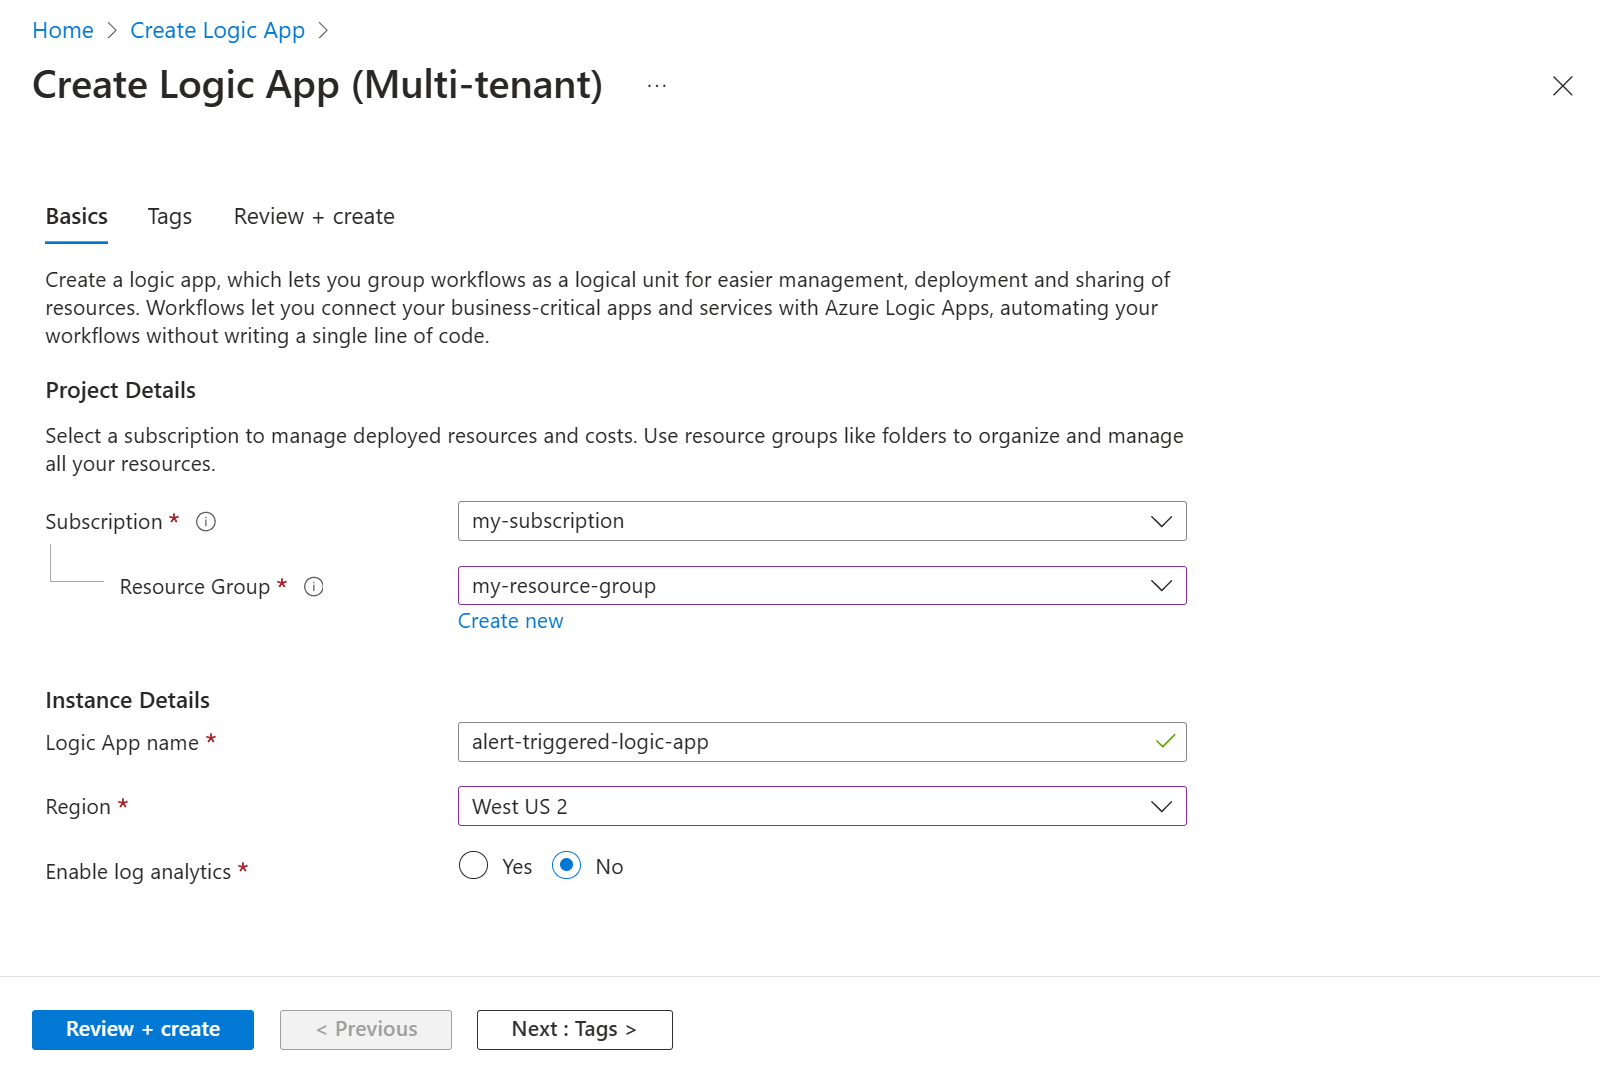 Home > Create Logic App >
Create Logic App (Multi-tenant) ...
Basics Tags Review + create
Create a logic app, which lets you group workflows as a logical unit for easier management, deployment and sharing of
resources. Workflows let you connect your business-critical apps and services with Azure Logic Apps, automating your
workflows without writing a single line of code.
Project Details
Select a subscription to manage deployed resources and costs. Use resource groups like folders to organize and manage
all your resources.
Subscription * my-subscription
Resource Group * my-resource-group
Create new
Instance Details
Logic App name * alert-triggered-logic-app
Region * West US 2
Enable log analytics * Yes No
Review + create < Previous Next : Tags >